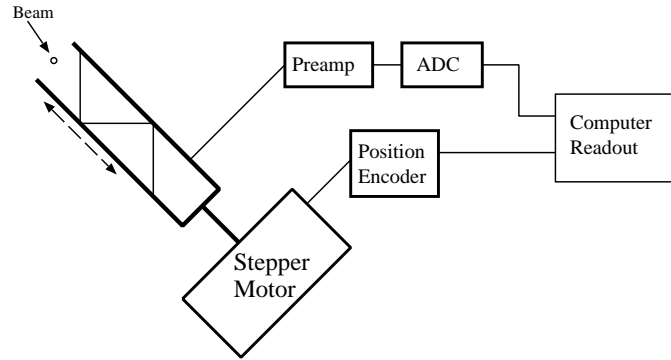 Beam
Preamp
ADC
Computer
Readout
Position
Encoder
Stepper
Motor